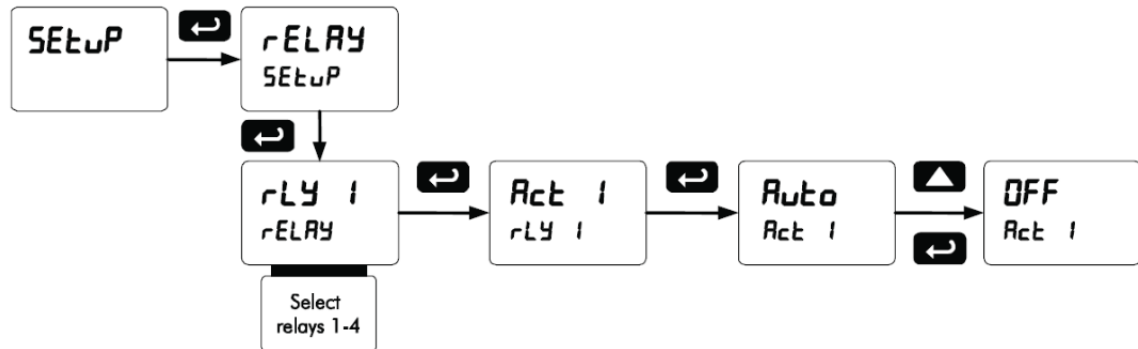 SEtuP
rELAY
SEtuP
rLY 1
rELAY
Act 1
rLY 1
Auto
Act 1
OFF
Act 1
Select
relays 1-4